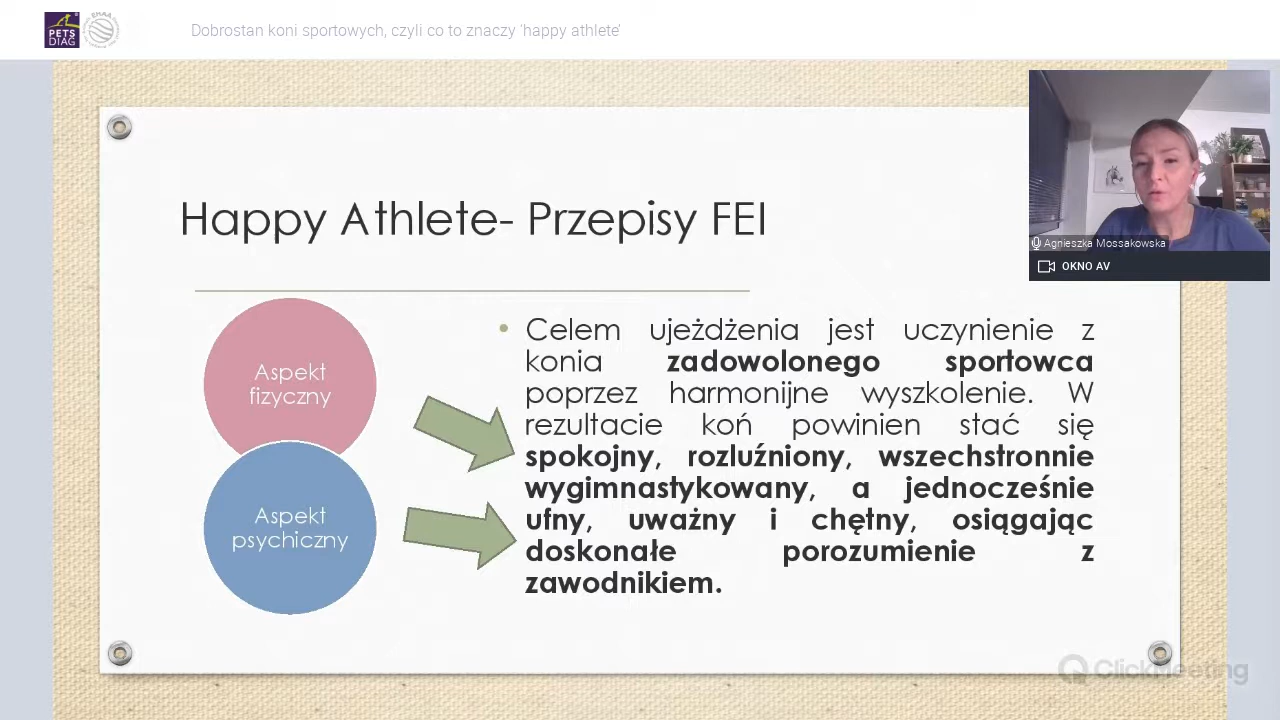 PETS
DIAG
Dobrostan koni sportowych, czyli co to znaczy 'happy athlete'
Happy Athlete- Przepisy FEI
Agnieszka Mossakowska
OKNO AV
Aspekt
fizyczny
Aspekt
psychiczny
• Celem ujeżdżenia jest uczynienie z
konia zadowolonego sportowca
poprzez harmonijne wyszkolenie. W
rezultacie koń powinien stać się
spokojny, rozluźniony, wszechstronnie
wygimnastykowany, a jednocześnie
ufny, uważny i chętny, osiągając
doskonałe porozumienie z
zawodnikiem.
ClickMeeting